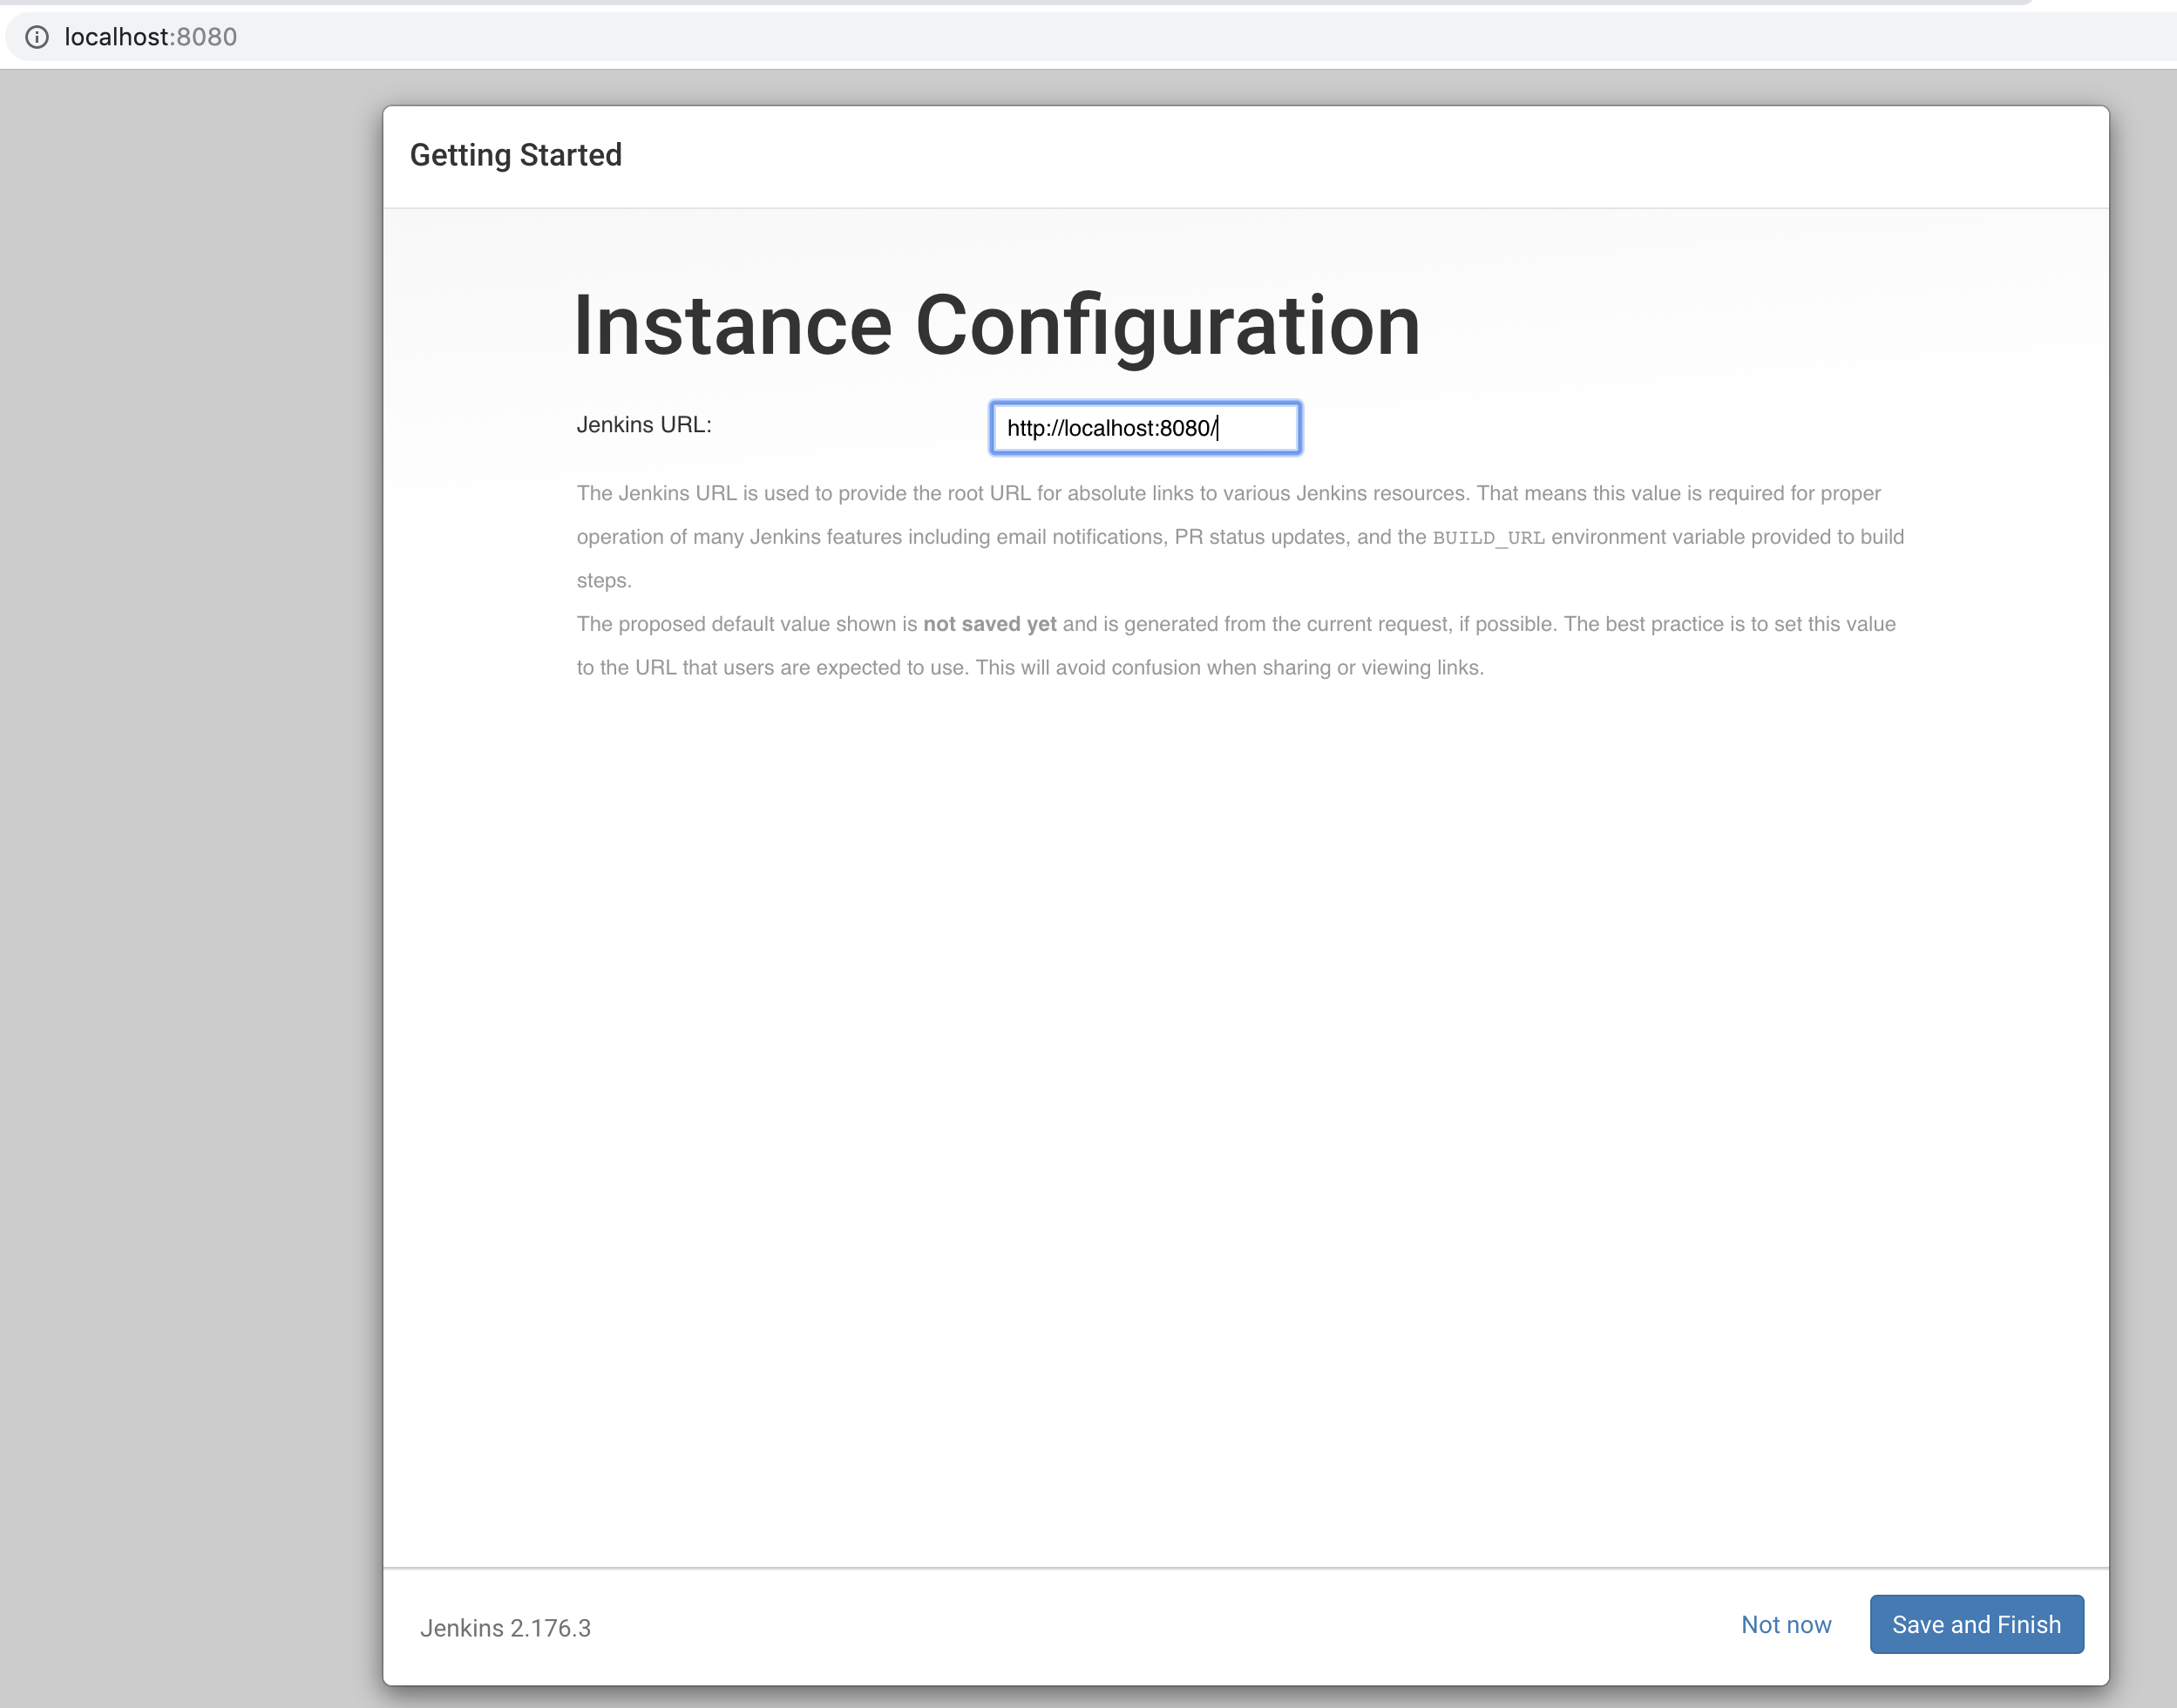 localhost:8080
Getting Started
Instance Configuration
Jenkins URL:
http://localhost:8080/
The Jenkins URL is used to provide the root URL for absolute links to various Jenkins resources. That means this value is required for proper
operation of many Jenkins features including email notifications, PR status updates, and the BUILD_URL environment variable provided to build
steps.
The proposed default value shown is not saved yet and is generated from the current request, if possible. The best practice is to set this value
to the URL that users are expected to use. This will avoid confusion when sharing or viewing links.
Jenkins 2.176.3
Not now
Save and Finish